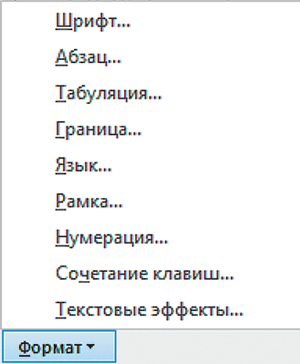 Шрифт...
Абзац...
Табуляция...
Граница...
Язык...
Рамка...
Нумерация...
Сочетание клавиш...
Текстовые эффекты...
Формат